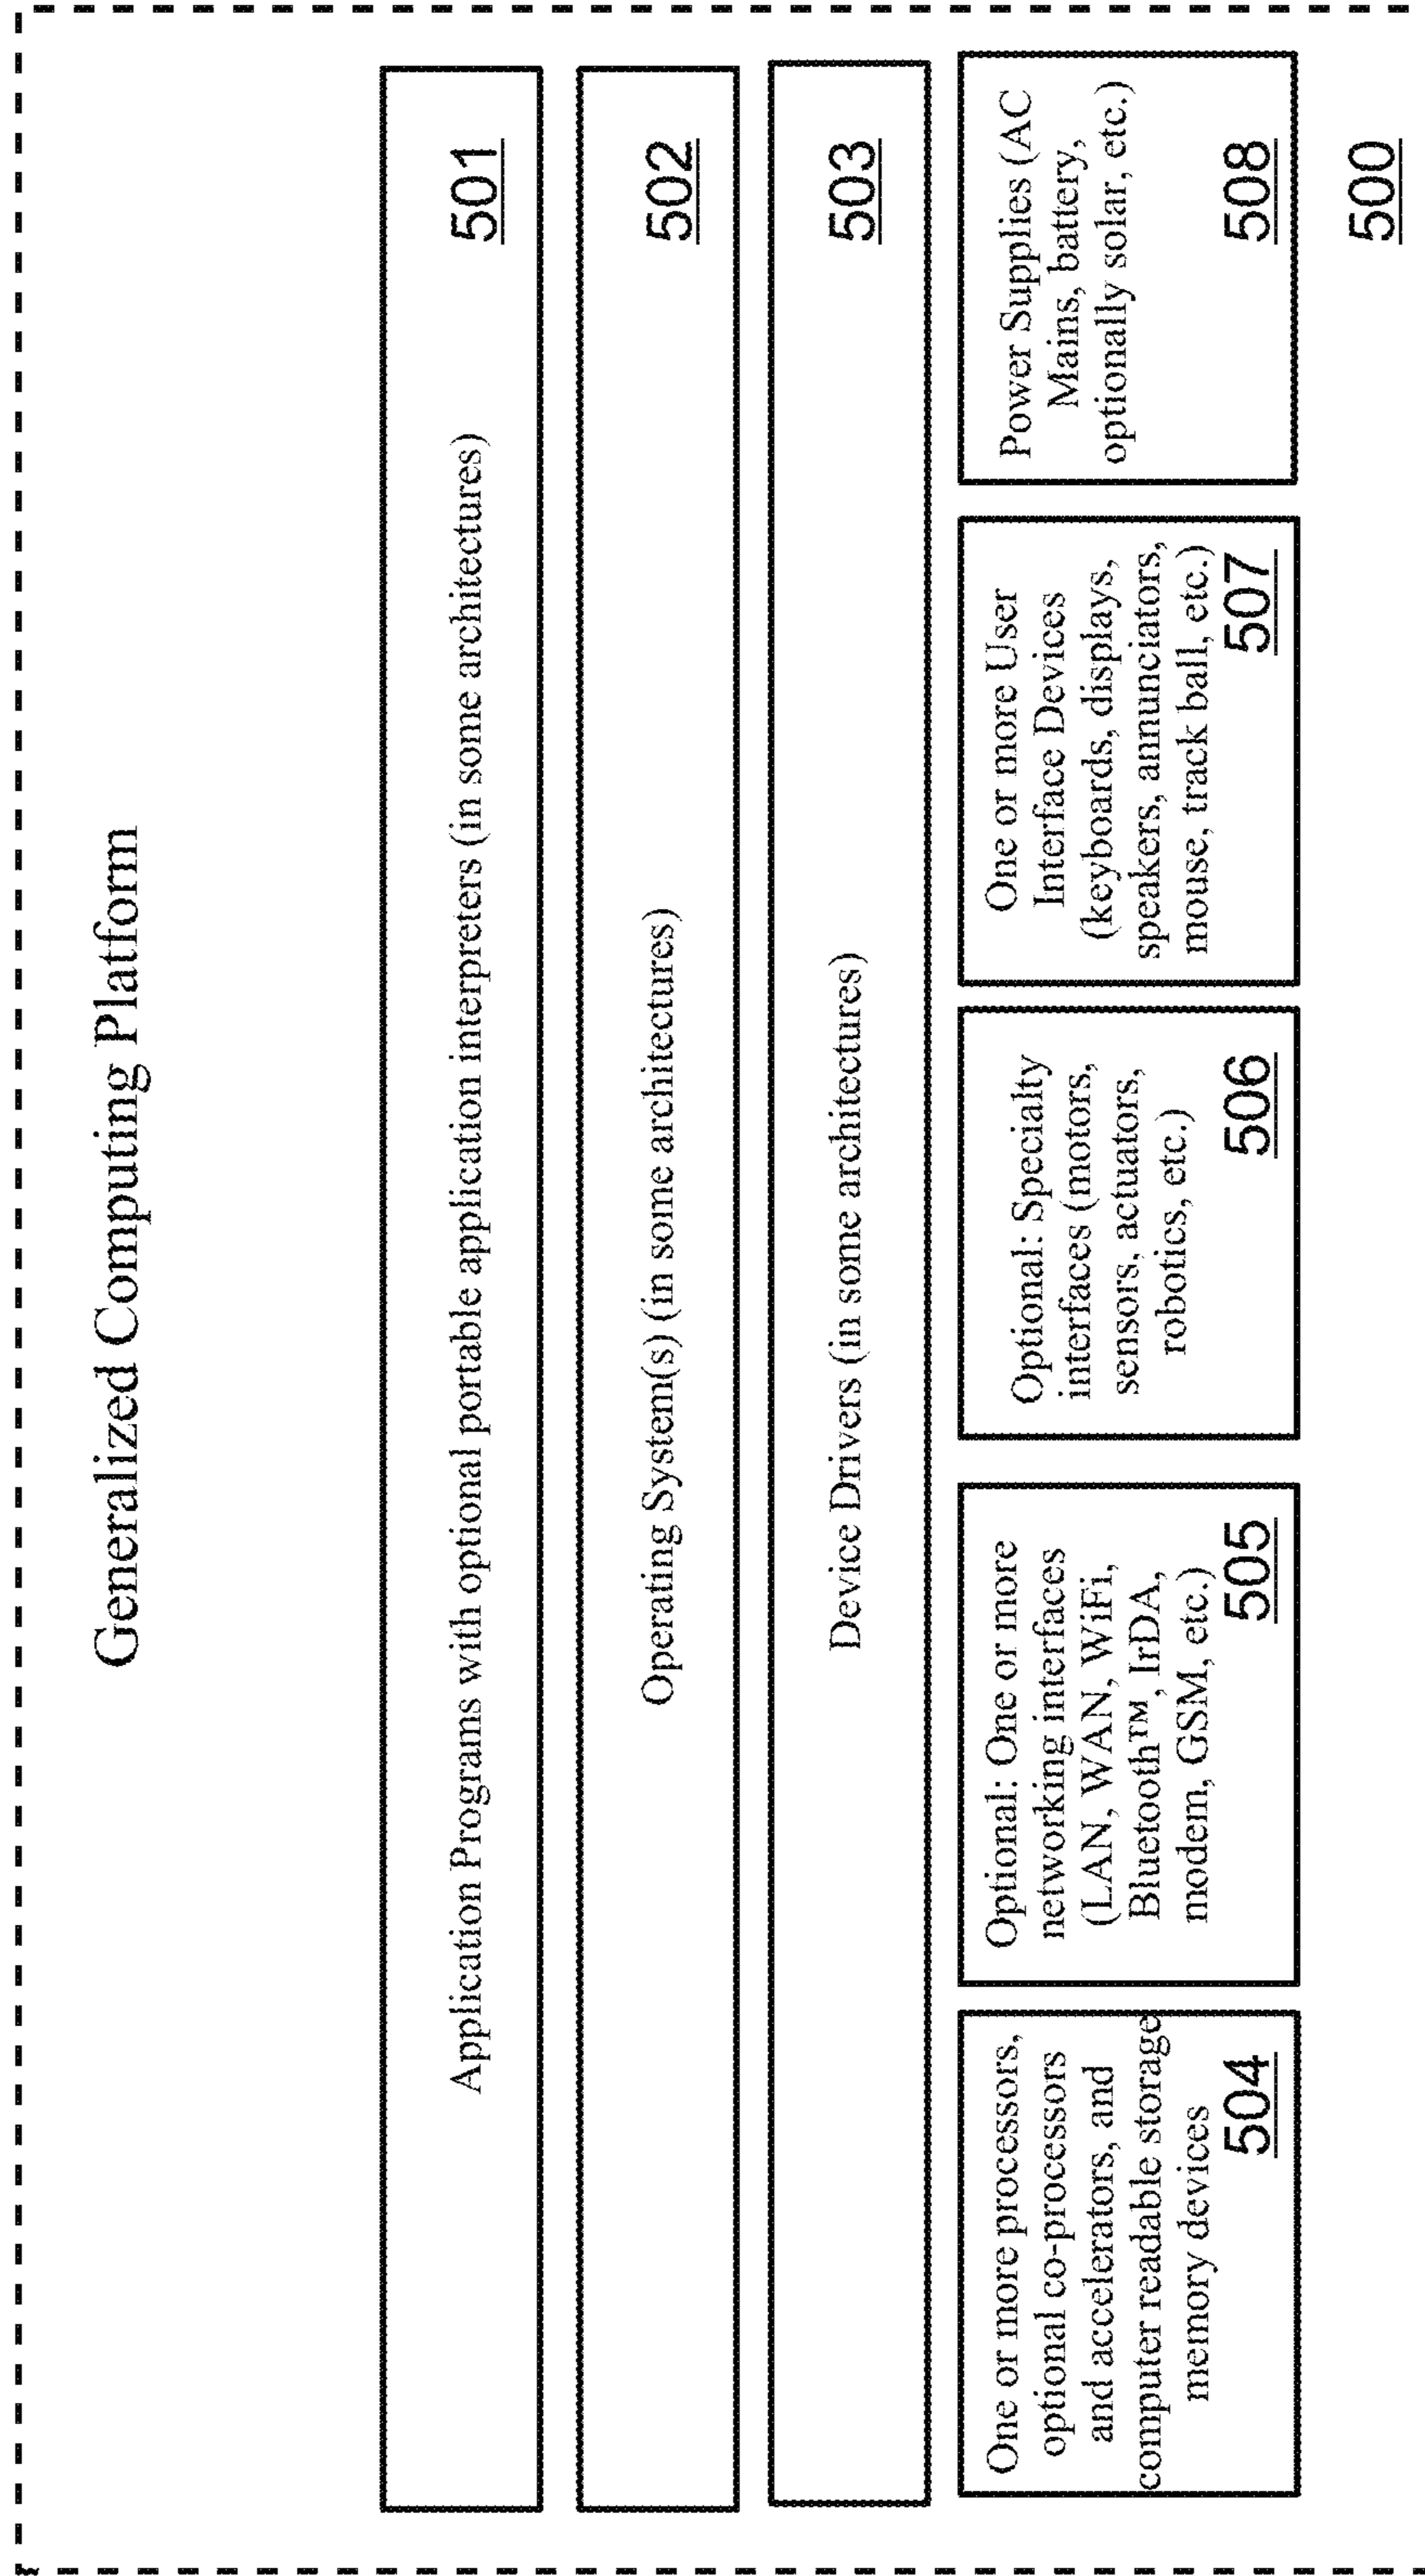 Generalized Computing Platform
Application Programs with optional portable application interpreters (in some architectures)
501
Operating System(s) (in some architectures)
502
Device Drivers (in some architectures)
503
One or more processors,
optional co-processors
and accelerators, and
computer readable storage
memory devices
504
Optional: One or more
networking interfaces
(LAN, WAN, WiFi,
Bluetooth™, IrDA,
modem, GSM, etc.)
505
Optional: Specialty
interfaces (motors,
sensors, actuators,
robotics, etc.)
506
One or more User
Interface Devices
(keyboards, displays,
speakers, annunciators,
mouse, track ball, etc.)
507
Power Supplies (AC
Mains, battery,
optionally solar, etc.)
508
500